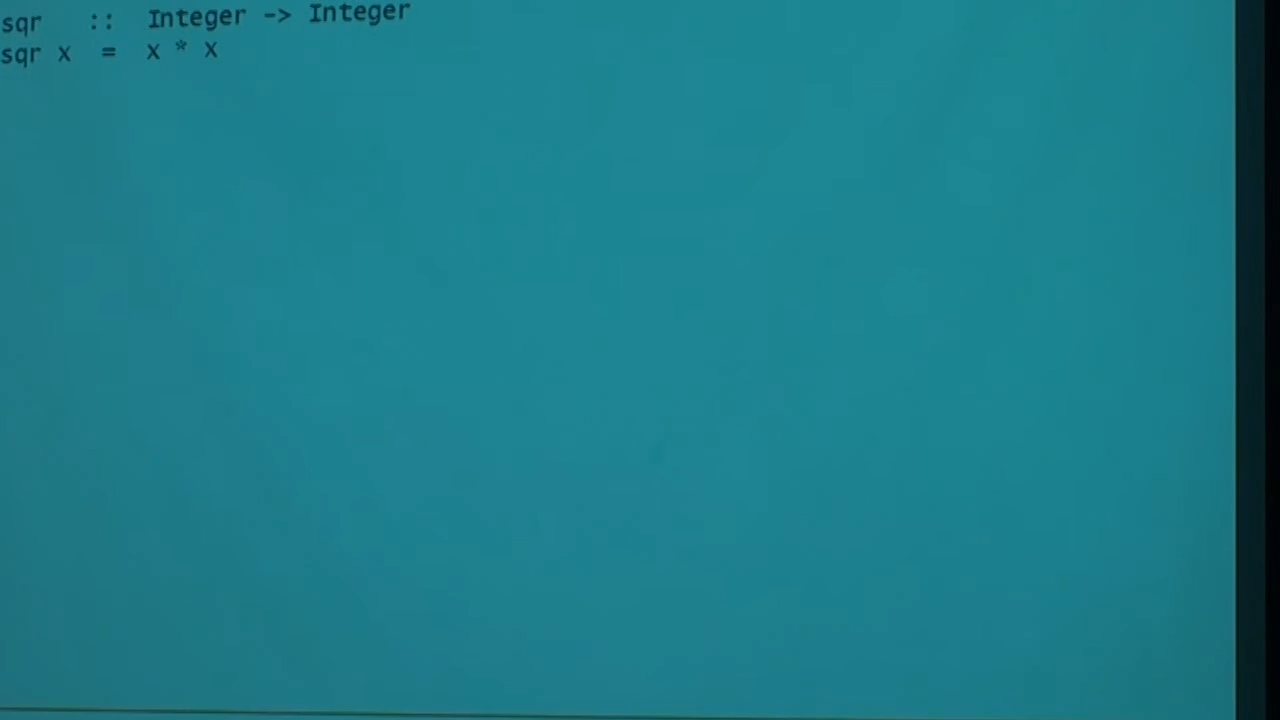 sqr :: Integer -> Integer
sqr x = x * x